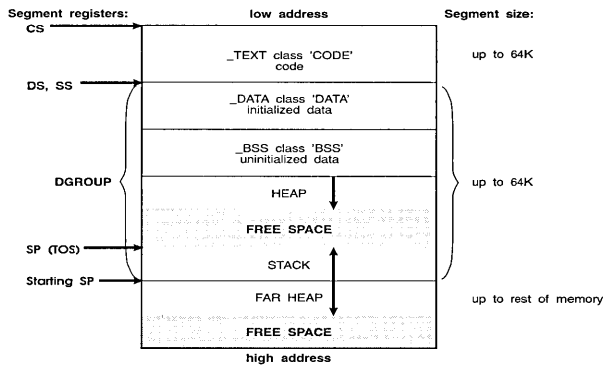 Segment registers:
low address
Segment size:
CS
_TEXT class 'CODE'
code
up to 64K
DS, SS
_DATA class 'DATA'
initialized data
_BSS class 'BSS'
uninitialized data
DGROUP
up to 64K
HEAP
FREE SPACE
SP (TOS)
STACK
Starting SP
FAR HEAP
up to rest of memory
FREE SPACE
high address